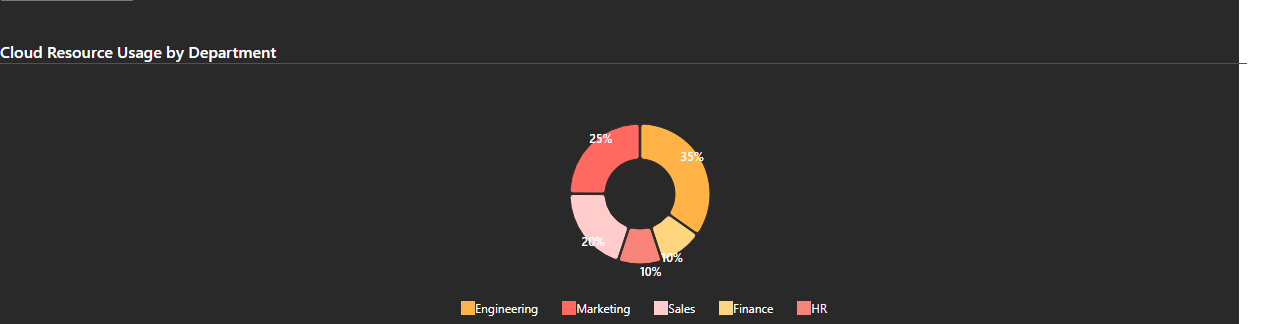 Cloud Resource Usage by Department
25%
35%
20%
10%
10%
Engineering Marketing Sales Finance HR